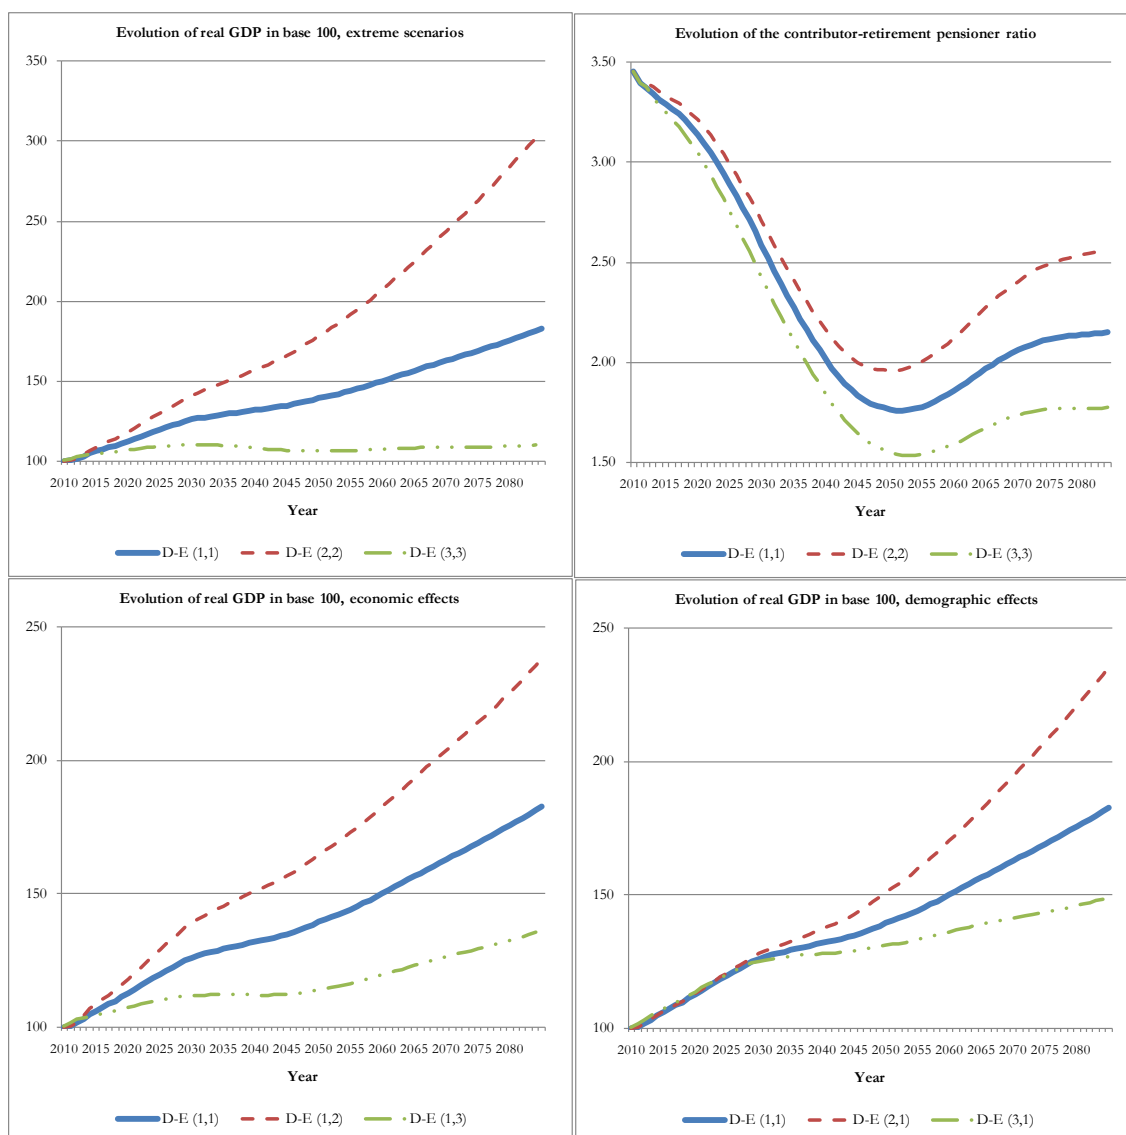 Evolution of real GDP in base 100, extreme scenarios
350
300
250
200
150
100
2010 2015 2020 2025 2030 2035 2040 2045 2050 2055 2060 2065 2070 2075 2080
Year
D-E (1,1) D-E (2,2) D-E (3,3)
Evolution of the contributor-retirement pensioner ratio
3.50
3.00
2.50
2.00
1.50
2010 2015 2020 2025 2030 2035 2040 2045 2050 2055 2060 2065 2070 2075 2080
Year
D-E (1,1) D-E (2,2) D-E (3,3)
Evolution of real GDP in base 100, economic effects
250
200
150
100
2010 2015 2020 2025 2030 2035 2040 2045 2050 2055 2060 2065 2070 2075 2080
Year
D-E (1,1) D-E (1,2) D-E (1,3)
Evolution of real GDP in base 100, demographic effects
250
200
150
100
2010 2015 2020 2025 2030 2035 2040 2045 2050 2055 2060 2065 2070 2075 2080
Year
D-E (1,1) D-E (2,1) D-E (3,1)